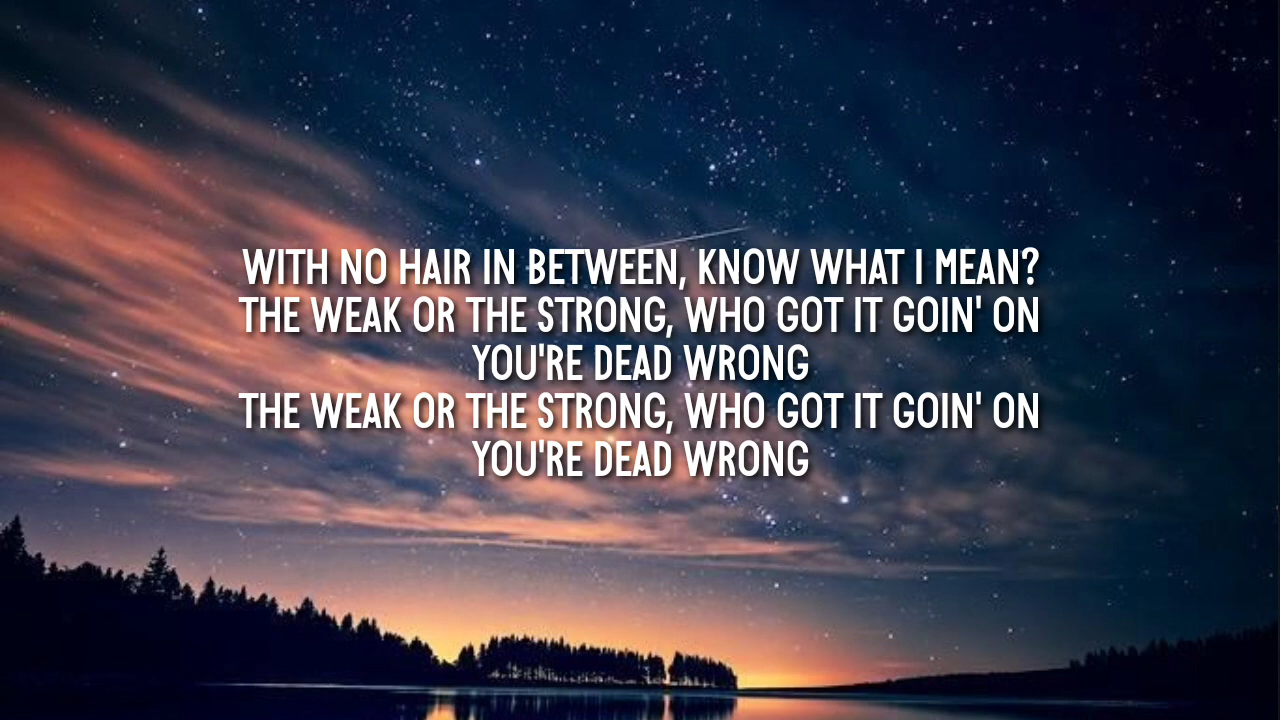 WITH NO HAIR IN BETWEEN, KNOW WHAT I MEAN?
THE WEAK OR THE STRONG, WHO GOT IT GOIN' ON
YOU'RE DEAD WRONG
THE WEAK OR THE STRONG, WHO GOT IT GOIN' ON
YOU'RE DEAD WRONG